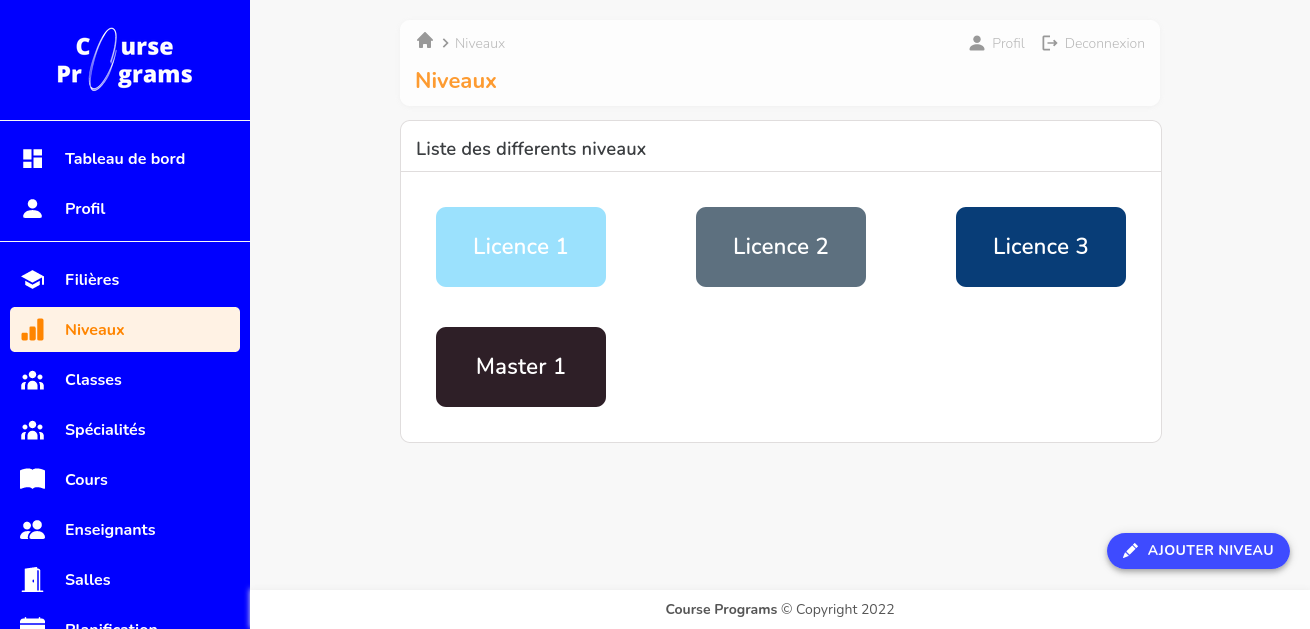 Course
Programs
Tableau de bord
Profil
Filières
Niveaux
Classes
Spécialités
Cours
Enseignants
Salles
Planification
Niveaux
Profil
Deconnexion
Niveaux
Liste des differents niveaux
Licence 1
Licence 2
Licence 3
Master 1
AJOUTER NIVEAU
Course Programs © Copyright 2022